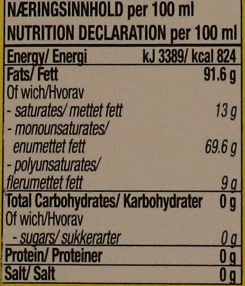 NÆRINGSINNHOLD per 100 ml
NUTRITION DECLARATION per 100 ml
Energy/ Energi kJ 3389/ kcal 824
Fats/ Fett 91.6 g
Of wich/Hvorav
- saturates/ mettet fett 13 g
- monounsaturates/
enumettet fett 69.6 g
- polyunsaturates/
flerumettet fett 9 g
Total Carbohydrates/ Karbohydrater 0 g
Of wich/Hvorav
- sugars/ sukkerarter 0 g
Protein/ Proteiner 0 g
Salt/ Salt 0 g